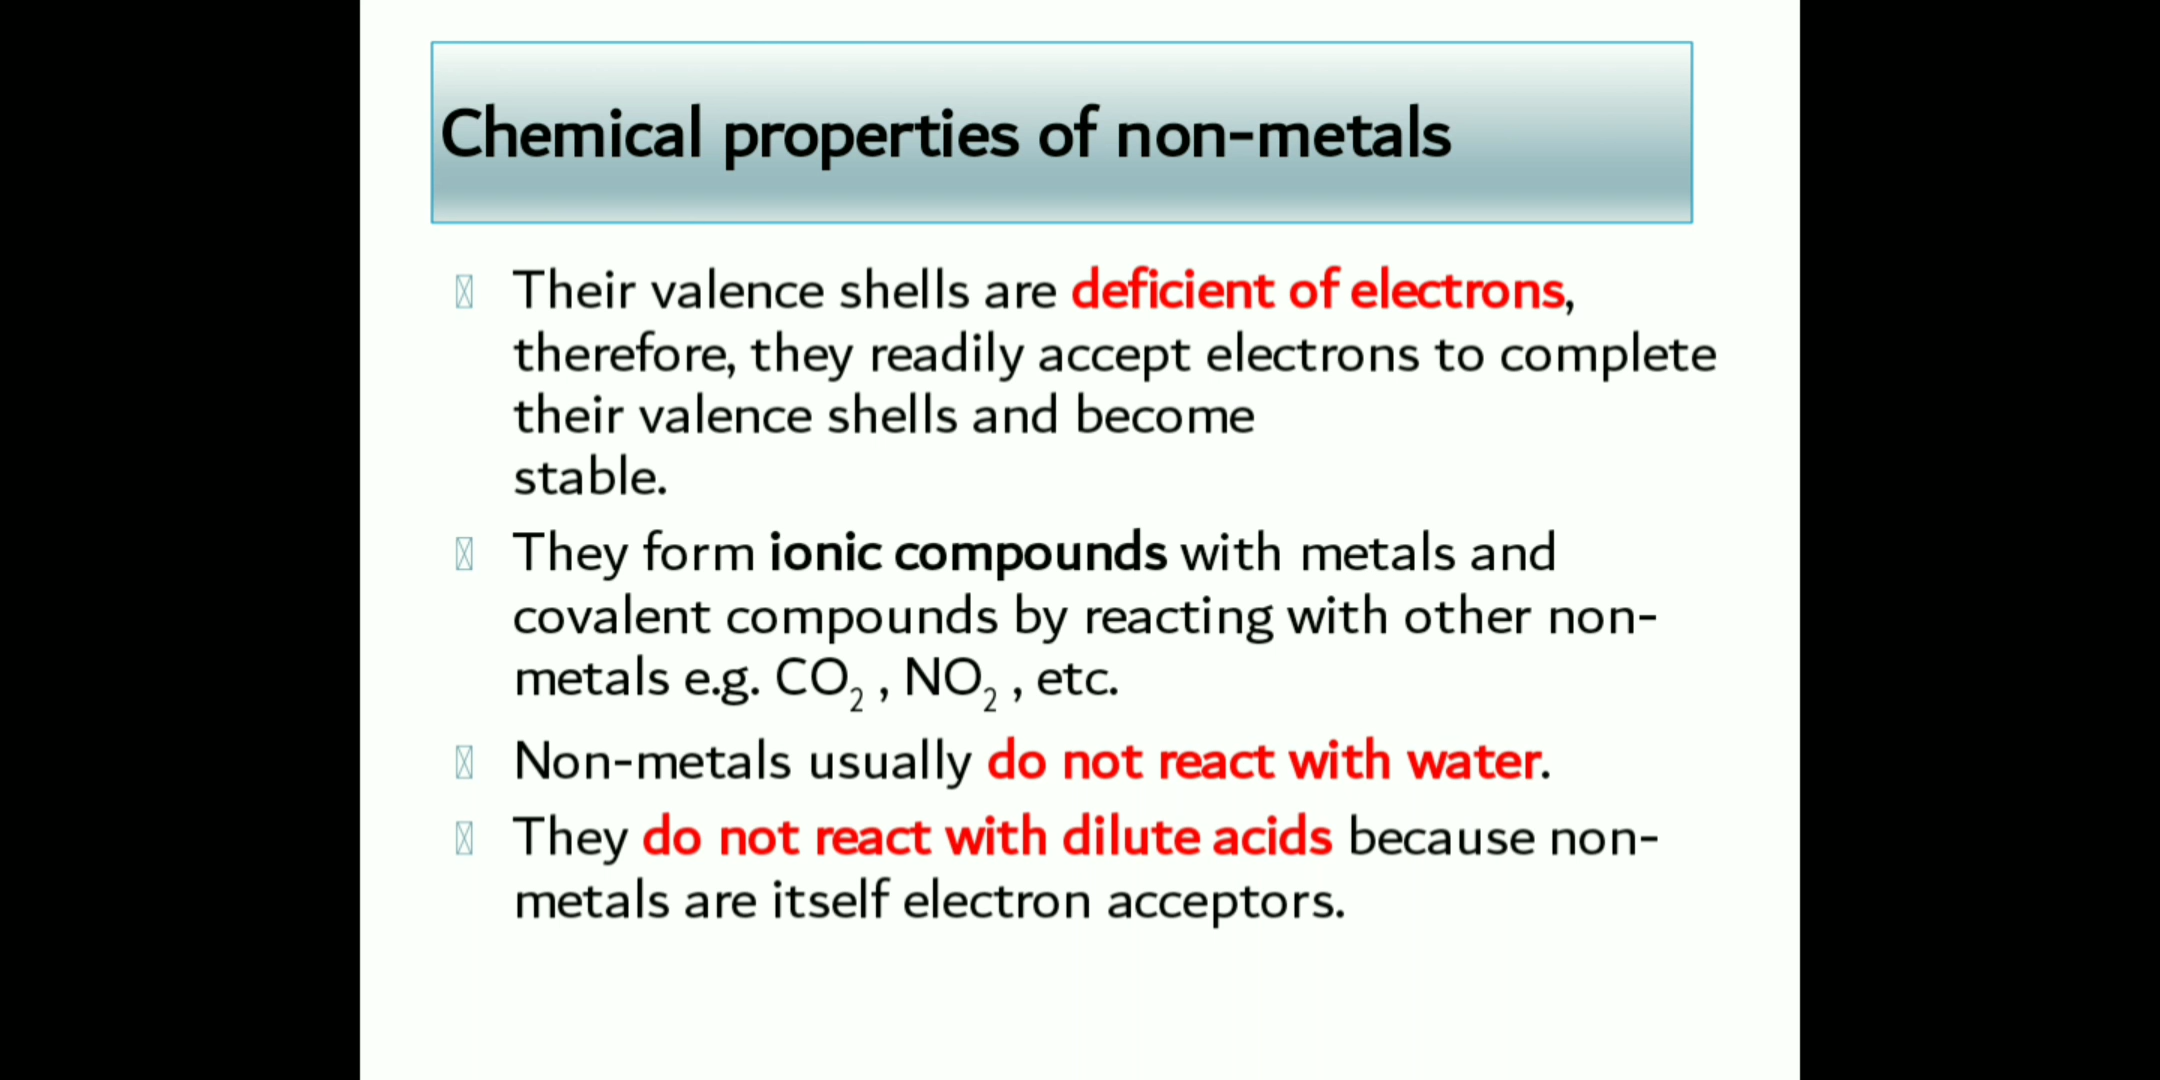 Chemical properties of non-metals
Their valence shells are deficient of electrons,
therefore, they readily accept electrons to complete
their valence shells and become
stable.
They form ionic compounds with metals and
covalent compounds by reacting with other non-
metals e.g. CO₂ , NO₂ , etc.
Non-metals usually do not react with water.
They do not react with dilute acids because non-
metals are itself electron acceptors.